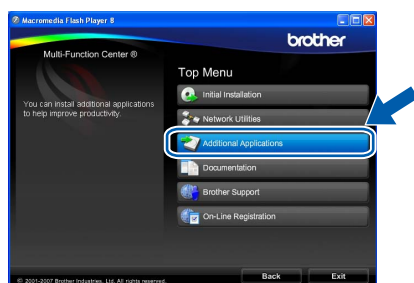 Macromedia Flash Player 8
brother
Multi-Function Center ®
Top Menu
You can install additional applications
to help improve productivity.
Initial Installation
Network Utilities
Additional Applications
Documentation
Brother Support
On-Line Registration
© 2001-2007 Brother Industries, Ltd. All rights reserved.
Back
Exit